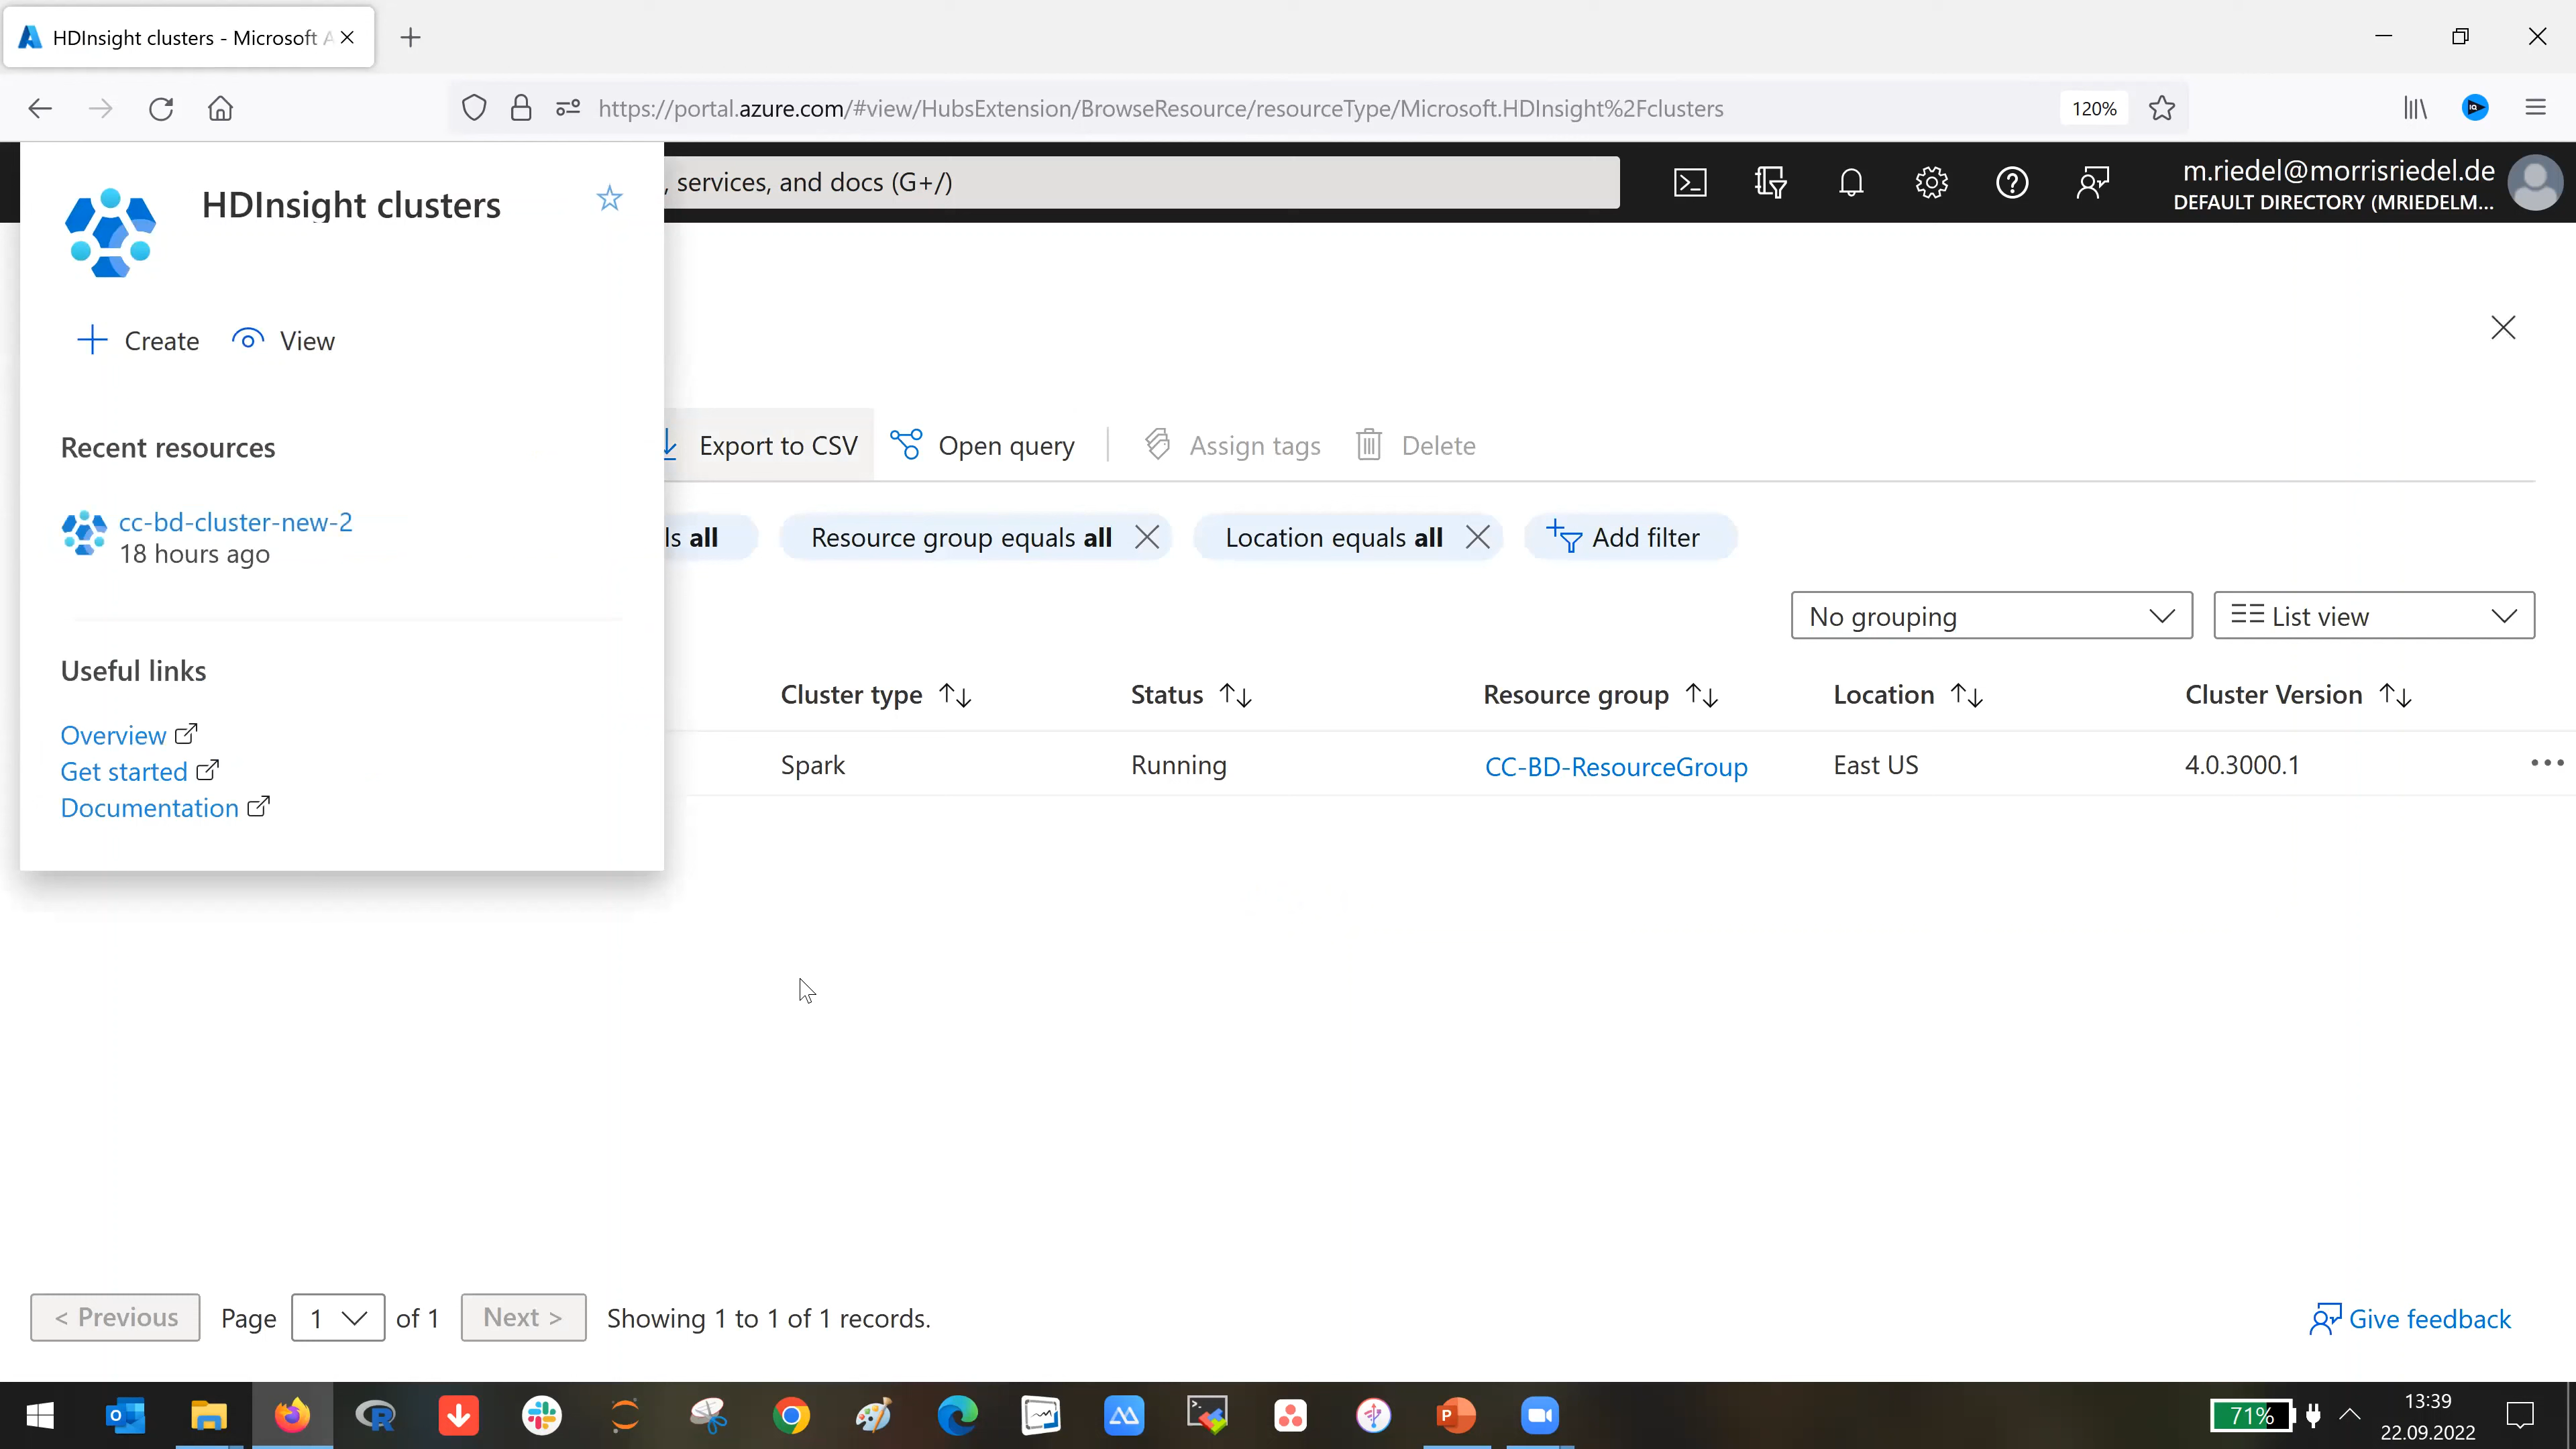 HDInsight clusters - Microsoft A
https://portal.azure.com/#view/HubsExtension/BrowseResource/resourceType/Microsoft.HDInsight%2Fclusters
120%
HDInsight clusters
, services, and docs (G+/)
m.riedel@morrisriedel.de
DEFAULT DIRECTORY (MRIEDELM...
Create
View
Export to CSV
Open query
Assign tags
Delete
Recent resources
cc-bd-cluster-new-2
18 hours ago
ls all
Resource group equals all
Location equals all
Add filter
No grouping
List view
Useful links
Overview
Get started
Documentation
Cluster type
Status
Resource group
Location
Cluster Version
Spark
Running
CC-BD-ResourceGroup
East US
4.0.3000.1
< Previous
Page
1
of 1
Next >
Showing 1 to 1 of 1 records.
Give feedback
71%
13:39
22.09.2022